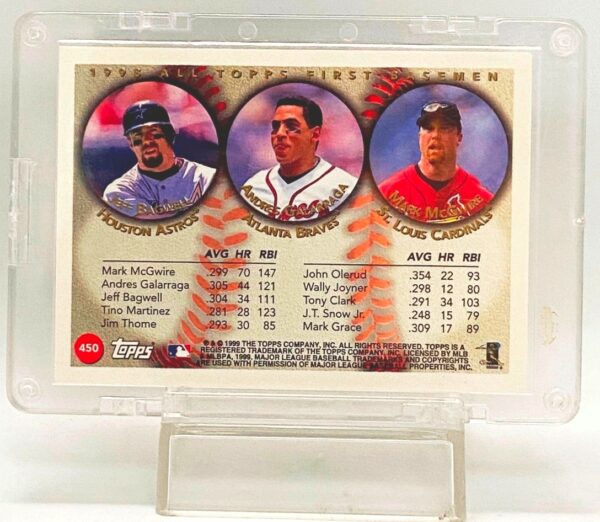 1998 ALL TOPPS FIRST B SEMEN
JEFF BAGWELL
HOUSTON ASTROS
ANDRES GALARRAGA
ATLANTA BRAVES
MARK MCGWIRE
ST. LOUIS CARDINALS
AVG HR RBI
Mark McGwire .299 70 147
Andres Galarraga .305 44 121
Jeff Bagwell .304 34 111
Tino Martinez .281 28 123
Jim Thome .293 30 85
AVG HR RBI
John Olerud .354 22 93
Wally Joyner .298 12 80
Tony Clark .291 34 103
J.T. Snow Jr. .248 15 79
Mark Grace .309 17 89
450
Topps
® & © 1999 THE TOPPS COMPANY, INC. ALL RIGHTS RESERVED. TOPPS IS A
REGISTERED TRADEMARK OF THE TOPPS COMPANY, INC. LICENSED BY MLB
© MLBPA, 1999. MAJOR LEAGUE BASEBALL TRADEMARKS AND COPYRIGHTS
ARE USED WITH PERMISSION OF MAJOR LEAGUE BASEBALL PROPERTIES, INC.